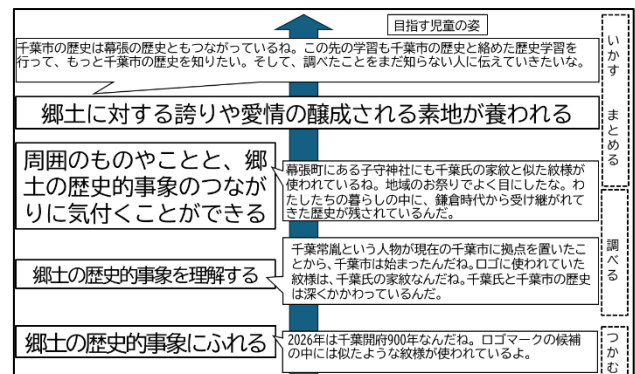 目指す児童の姿
千葉市の歴史は幕張の歴史ともつながっているね。この先の学習も千葉市の歴史と絡めた歴史学習を
行って、もっと千葉市の歴史を知りたい。そして、調べたことをまだ知らない人に伝えていきたいな。
いかす
郷土に対する誇りや愛情の醸成される素地が養われる
まとめる
周囲のものやことと、郷
土の歴史的事象のつなが
りに気付くことができる
幕張町にある子守神社にも千葉氏の家紋と似た紋様が
使われているね。地域のお祭りでよく目にしたな。わ
たしたちの暮らしの中に、鎌倉時代から受け継がれて
きた歴史が残されているんだ。
調べる
郷土の歴史的事象を理解する
千葉常胤という人物が現在の千葉市に拠点を置いたこ
とから、千葉市は始まったんだね。ロゴに使われていた
紋様は、千葉氏の家紋なんだね。千葉氏と千葉市の歴史
は深くかかわっているんだ。
郷土の歴史的事象にふれる
2026年は千葉開府900年なんだね。ロゴマークの候補
の中には似たような紋様が使われているよ。
つかむ